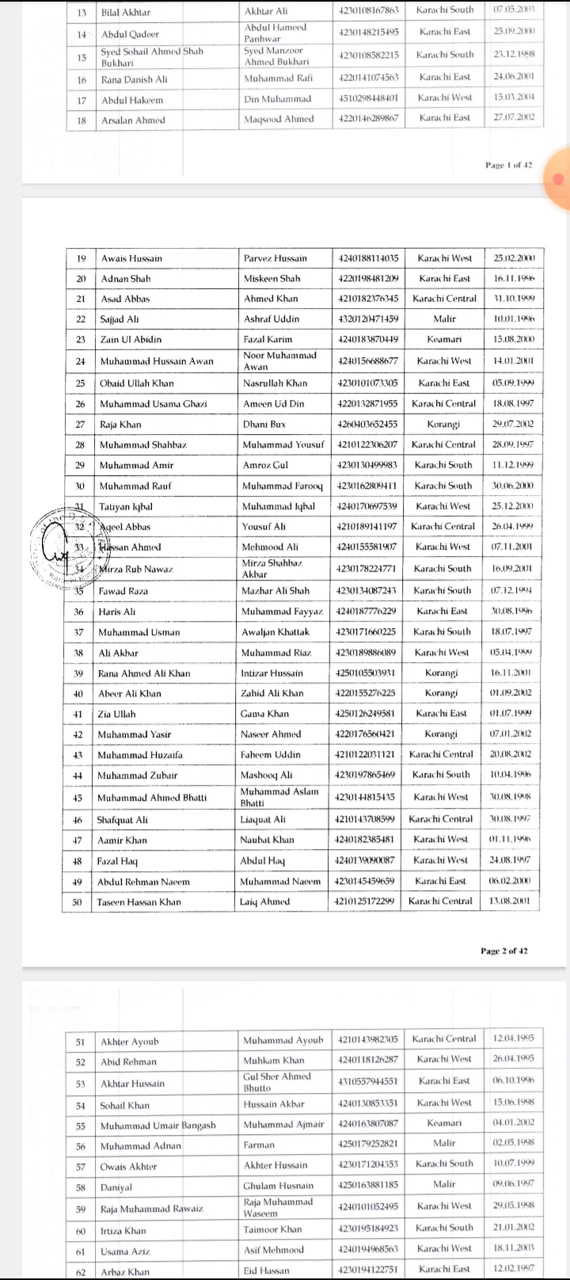 13 Bilal Akhtar Akhtar Ali 4230108167863 Karachi South 07.05.2003
14 Abdul Qadeer Abdul Hameed Panhwar 4230148215495 Karachi East 25.09.2000
15 Syed Sohail Ahmed Shah Bukhari Syed Manzoor Ahmed Bukhari 4230108582215 Karachi South 23.12.1998
16 Rana Danish Ali Muhammad Rafi 4220141074563 Karachi East 24.06.2001
17 Abdul Hakeem Din Muhammad 4510298448401 Karachi West 15.03.2004
18 Arsalan Ahmed Maqsood Ahmed 4220146289867 Karachi East 27.07.2002
Page 1 of 42
19 Awais Hussain Parvez Hussain 4240188114035 Karachi West 25.02.2000
20 Adnan Shah Miskeen Shah 4220198481209 Karachi East 16.11.1996
21 Asad Abbas Ahmed Khan 4210182376345 Karachi Central 31.10.1999
22 Sajjad Ali Ashraf Uddin 4320120471459 Malir 10.01.1996
23 Zain Ul Abidin Fazal Karim 4240183870449 Keamari 15.08.2000
24 Muhammad Hussain Awan Noor Muhammad Awan 4240156688677 Karachi West 14.01.2001
25 Obaid Ullah Khan Nasrullah Khan 4230101073305 Karachi East 05.09.1999
26 Muhammad Usama Ghazi Ameen Ud Din 4220132871955 Karachi Central 18.08.1997
27 Raja Khan Dhani Bux 4260403652455 Korangi 29.07.2002
28 Muhammad Shahbaz Muhammad Yousuf 4210122306207 Karachi Central 28.09.1997
29 Muhammad Amir Amroz Gul 4230130499983 Karachi South 11.12.1999
30 Muhammad Rauf Muhammad Farooq 4230162809411 Karachi South 30.06.2000
31 Tatiyan Iqbal Muhammad Iqbal 4240170697539 Karachi West 25.12.2000
32 Aqeel Abbas Yousuf Ali 4210189141197 Karachi Central 26.04.1999
33 Hassan Ahmed Mehmood Ali 4240155581907 Karachi West 07.11.2001
34 Mirza Rub Nawaz Mirza Shahbaz Akbar 4230178224771 Karachi South 16.09.2001
35 Fawad Raza Mazhar Ali Shah 4230134087243 Karachi South 07.12.1994
36 Haris Ali Muhammad Fayyaz 4240187776229 Karachi East 30.08.1996
37 Muhammad Usman Awaljan Khattak 4230171660225 Karachi South 18.07.1997
38 Ali Akbar Muhammad Riaz 4230189886089 Karachi West 05.04.1999
39 Rana Ahmed Ali Khan Intizar Hussain 4250105503931 Korangi 16.11.2001
40 Abeer Ali Khan Zahid Ali Khan 4220155276225 Korangi 01.09.2002
41 Zia Ullah Gama Khan 4250126249581 Karachi East 01.07.1999
42 Muhammad Yasir Naseer Ahmed 4220176560421 Korangi 07.01.2002
43 Muhammad Huzaifa Faheem Uddin 4210122031121 Karachi Central 20.08.2002
44 Muhammad Zubair Mashooq Ali 4230197865469 Karachi South 10.04.1996
45 Muhammad Ahmed Bhatti Muhammad Aslam Bhatti 4230144815435 Karachi West 30.08.1998
46 Shafquat Ali Liaquat Ali 4210143708599 Karachi Central 30.08.1997
47 Aamir Khan Naubat Khan 4240182385481 Karachi West 01.11.1996
48 Fazal Haq Abdul Haq 4240139090087 Karachi West 24.08.1997
49 Abdul Rehman Naeem Muhammad Naeem 4230145459659 Karachi East 06.02.2000
50 Taseen Hassan Khan Laiq Ahmed 4210125172299 Karachi Central 13.08.2001
Page 2 of 42
51 Akhter Ayoub Muhammad Ayoub 4210143982305 Karachi Central 12.04.1995
52 Abid Rehman Muhkam Khan 4240118126287 Karachi West 26.04.1995
53 Akhtar Hussain Gul Sher Ahmed Bhutto 4310557944551 Karachi East 06.10.1996
54 Sohail Khan Hussain Akbar 4240130853351 Karachi West 15.06.1998
55 Muhammad Umair Bangash Muhammad Ajmair 4240163807087 Keamari 04.01.2002
56 Muhammad Adnan Farman 4250179252821 Malir 02.05.1998
57 Owais Akhter Akhter Hussain 4230171204353 Karachi South 10.07.1999
58 Daniyal Ghulam Husnain 4250163881185 Malir 09.06.1997
59 Raja Muhammad Rawaiz Raja Muhammad Waseem 4240101052495 Karachi West 29.05.1998
60 Irtiza Khan Taimoor Khan 4230195184923 Karachi South 21.01.2002
61 Usama Aziz Asif Mehmood 4240194968563 Karachi West 18.11.2003
62 Arbaz Khan Eid Hassan 4230194122751 Karachi East 12.02.1997